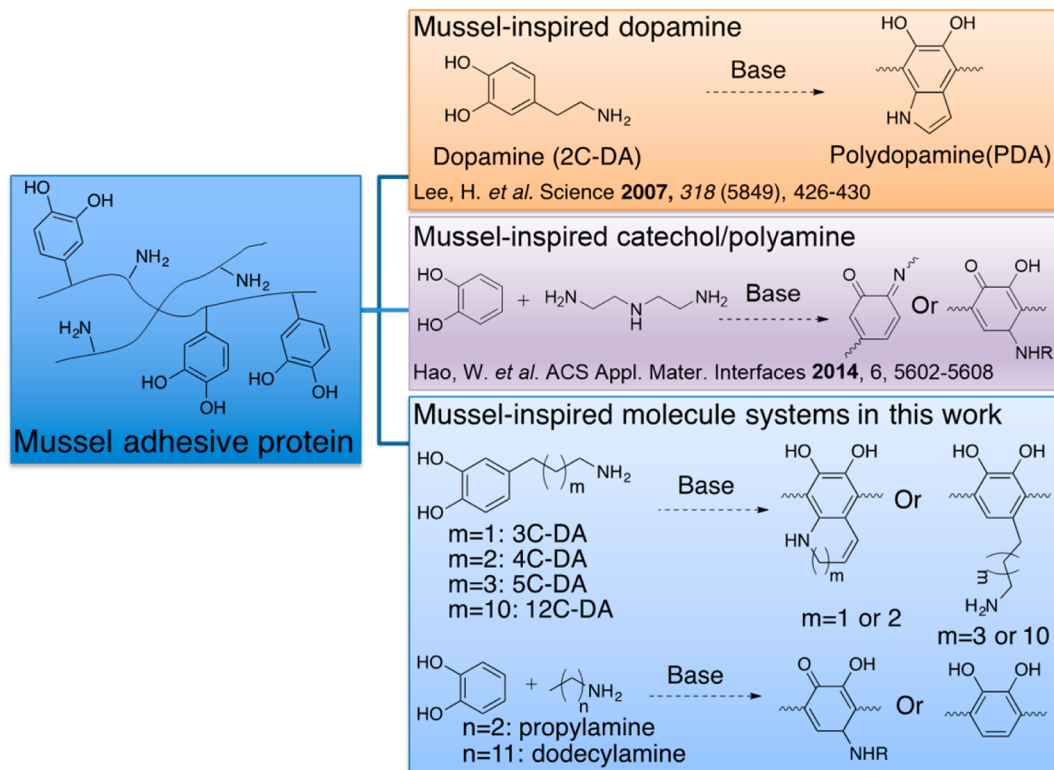 Mussel-inspired dopamine
HO
HO
NH2
Dopamine (2C-DA)
Base
HO
OH
HN
Polydopamine(PDA)
Lee, H. et al. Science 2007, 318 (5849), 426-430
HO
OH
NH2
NH2
H2N
HO
OH
HO
OH
Mussel adhesive protein
Mussel-inspired catechol/polyamine
HO
HO
+
H2N
N
H
NH2
Base
O
N
Or
O
OH
NHR
Hao, W. et al. ACS Appl. Mater. Interfaces 2014, 6, 5602-5608
Mussel-inspired molecule systems in this work
HO
HO
( ) m
NH2
m=1: 3C-DA
m=2: 4C-DA
m=3: 5C-DA
m=10: 12C-DA
Base
HO
OH
HN
( ) m
m=1 or 2
Or
HO
OH
m
H2N
m=3 or 10
HO
HO
+
( ) n
NH2
n=2: propylamine
n=11: dodecylamine
Base
O
OH
NHR
Or
HO
OH